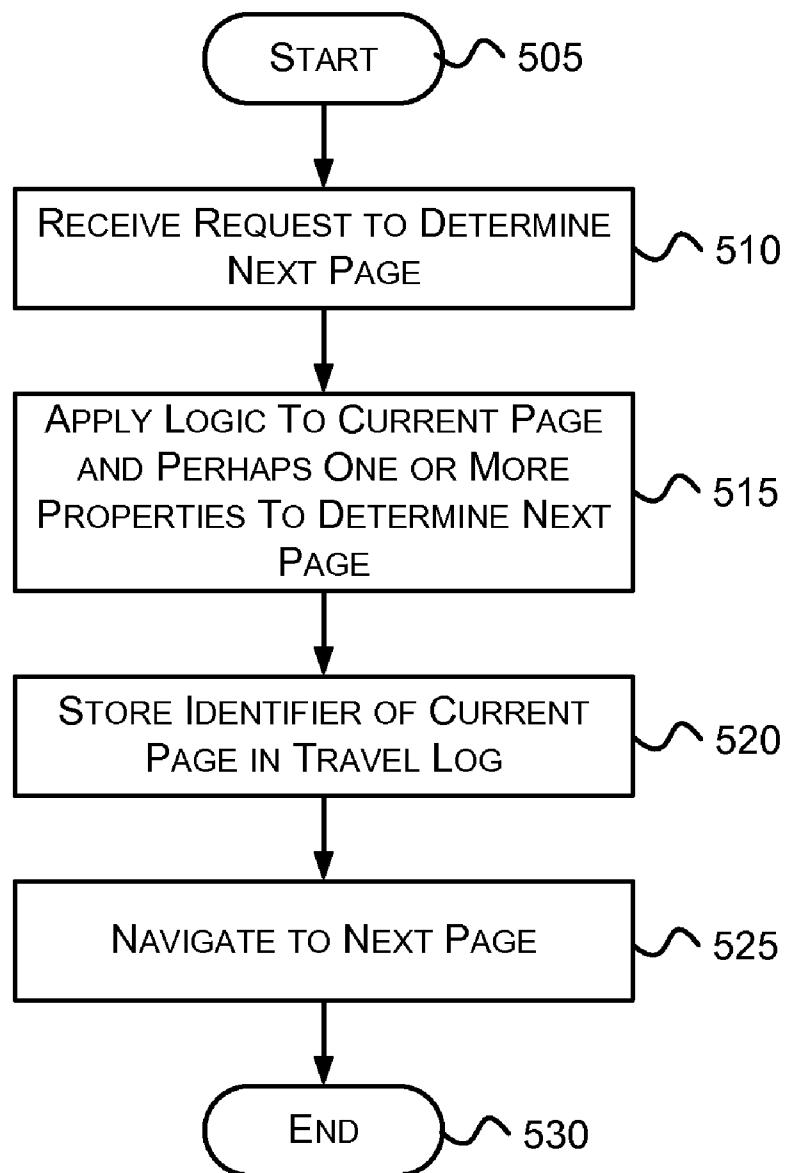 START
505
RECEIVE REQUEST TO DETERMINE
NEXT PAGE
510
APPLY LOGIC TO CURRENT PAGE
AND PERHAPS ONE OR MORE
PROPERTIES TO DETERMINE NEXT
PAGE
515
STORE IDENTIFIER OF CURRENT
PAGE IN TRAVEL LOG
520
NAVIGATE TO NEXT PAGE
525
END
530